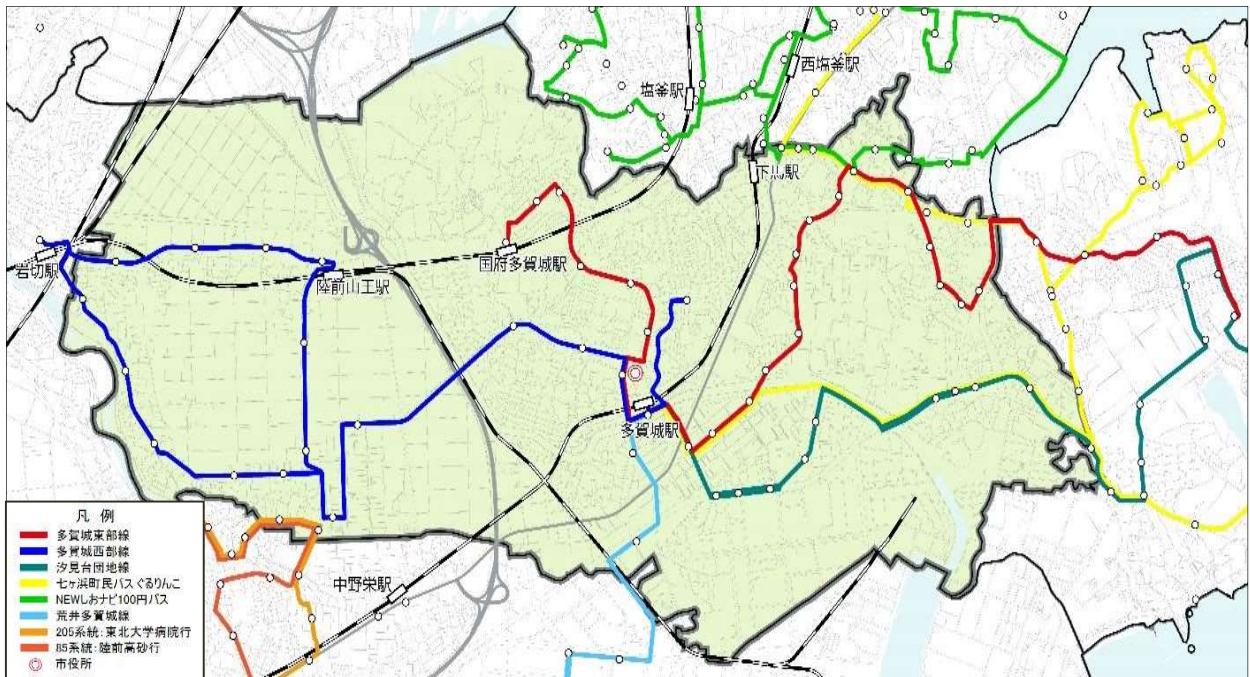 塩釜駅
西塩釜駅
下馬駅
岩切駅
陸前山王駅
国府多賀城駅
多賀城駅
中野栄駅
凡例
多賀城東部線
多賀城西部線
汐見台団地線
七ヶ浜町民バスぐるりんこ
NEWしおナビ100円バス
荒井多賀城線
205系統:東北大学病院行
85系統:陸前高砂行
市役所